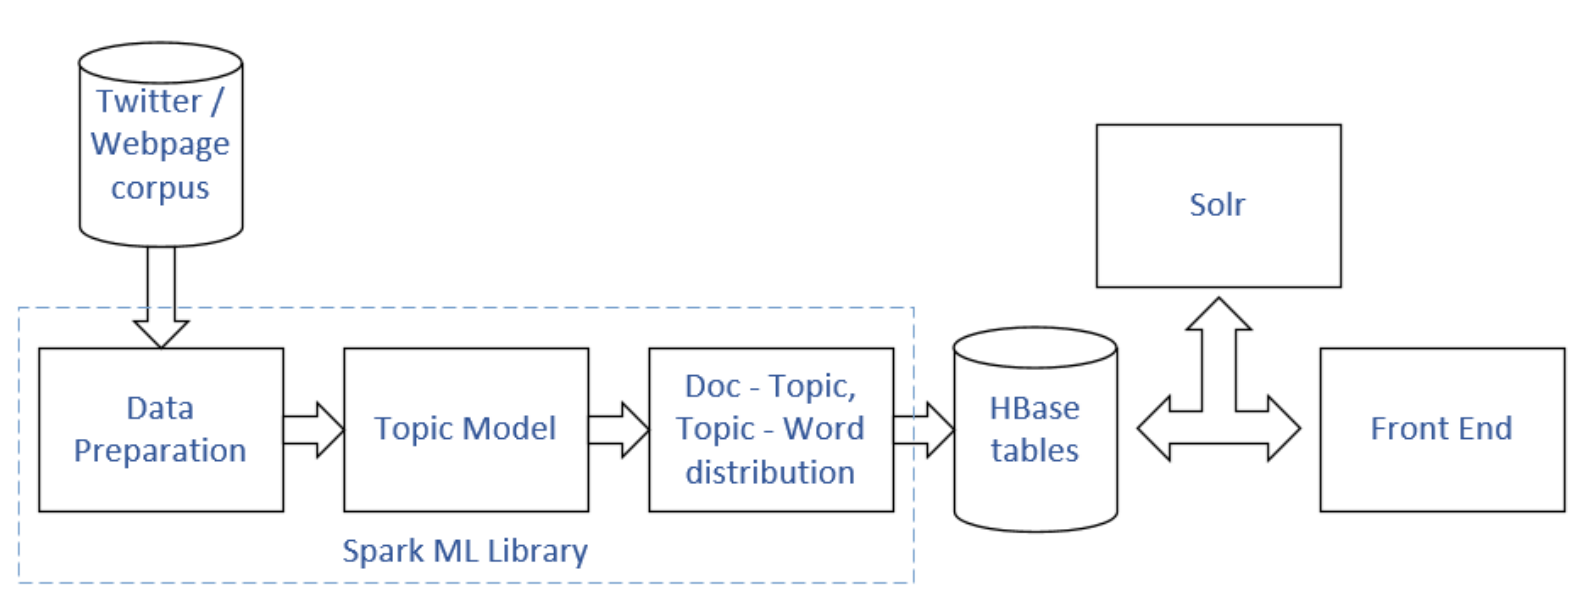 Twitter /
Webpage
corpus
Solr
Data
Preparation
Topic Model
Doc - Topic,
Topic - Word
distribution
HBase
tables
Front End
Spark ML Library